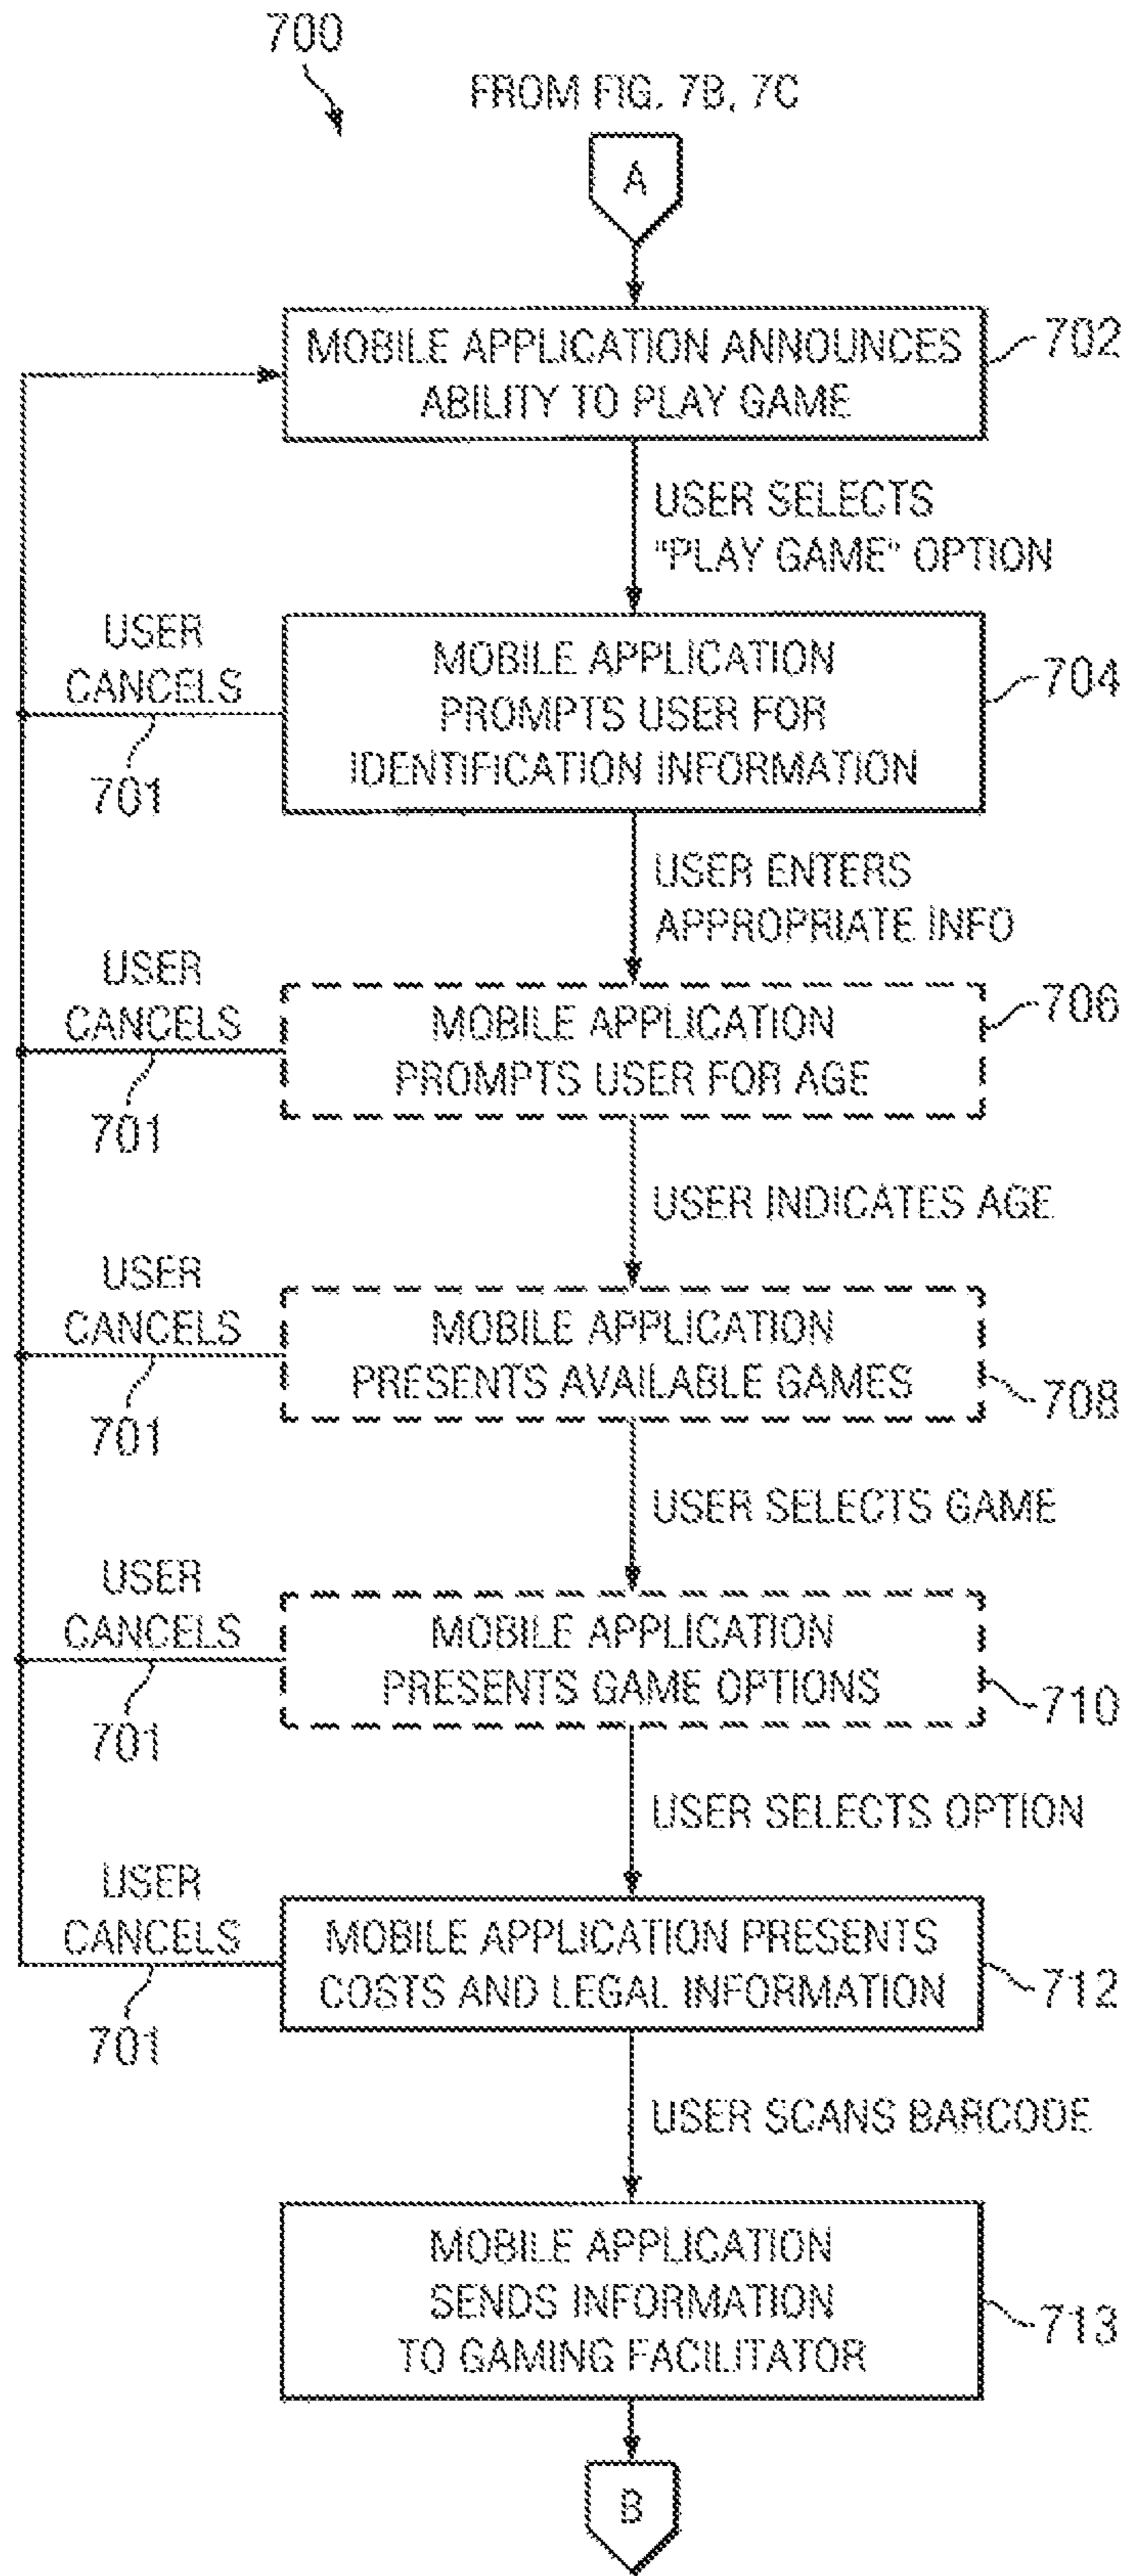 700
FROM FIG. 7B, 7C
A
MOBILE APPLICATION ANNOUNCES
ABILITY TO PLAY GAME
702
USER SELECTS
"PLAY GAME" OPTION
USER
CANCELS
701
MOBILE APPLICATION
PROMPTS USER FOR
IDENTIFICATION INFORMATION
704
USER ENTERS
APPROPRIATE INFO
USER
CANCELS
701
MOBILE APPLICATION
PROMPTS USER FOR AGE
706
USER INDICATES AGE
USER
CANCELS
701
MOBILE APPLICATION
PRESENTS AVAILABLE GAMES
708
USER SELECTS GAME
USER
CANCELS
701
MOBILE APPLICATION
PRESENTS GAME OPTIONS
710
USER SELECTS OPTION
USER
CANCELS
701
MOBILE APPLICATION PRESENTS
COSTS AND LEGAL INFORMATION
712
USER SCANS BARCODE
MOBILE APPLICATION
SENDS INFORMATION
TO GAMING FACILITATOR
713
B